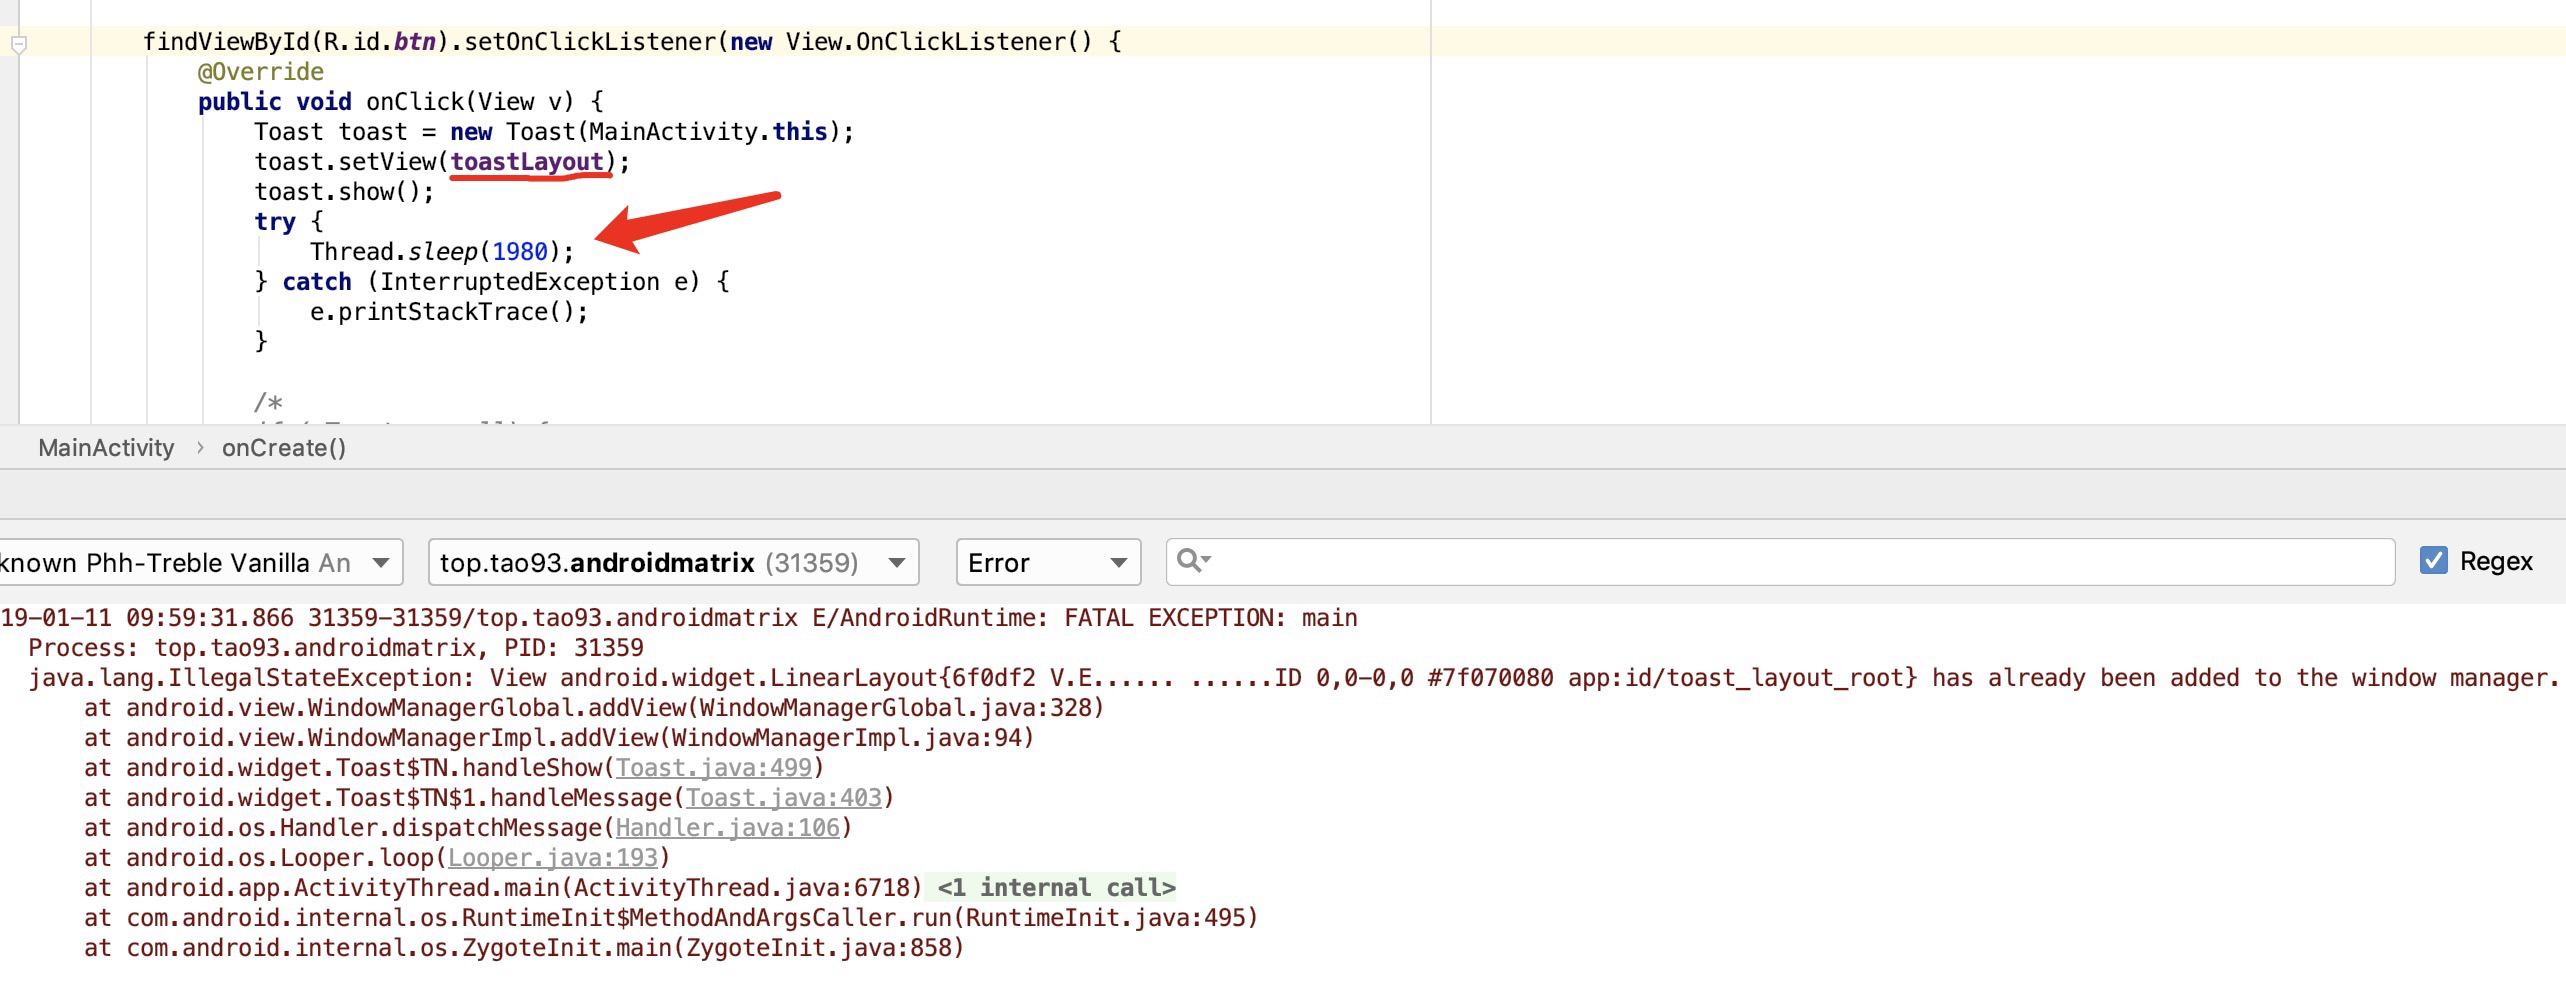 findViewById(R.id.btn).setOnClickListener(new View.OnClickListener() {
@Override
public void onClick(View v) {
Toast toast = new Toast(MainActivity.this);
toast.setView(toastLayout);
toast.show();
try {
Thread.sleep(1980);
} catch (InterruptedException e) {
e.printStackTrace();
}
/*
MainActivity › onCreate()
known Phh-Treble Vanilla An top.tao93.androidmatrix (31359) Error Regex
19-01-11 09:59:31.866 31359-31359/top.tao93.androidmatrix E/AndroidRuntime: FATAL EXCEPTION: main
Process: top.tao93.androidmatrix, PID: 31359
java.lang.IllegalStateException: View android.widget.LinearLayout{6f0df2 V.E...... ......ID 0,0-0,0 #7f070080 app:id/toast_layout_root} has already been added to the window manager.
at android.view.WindowManagerGlobal.addView(WindowManagerGlobal.java:328)
at android.view.WindowManagerImpl.addView(WindowManagerImpl.java:94)
at android.widget.Toast$TN.handleShow(Toast.java:499)
at android.widget.Toast$TN$1.handleMessage(Toast.java:403)
at android.os.Handler.dispatchMessage(Handler.java:106)
at android.os.Looper.loop(Looper.java:193)
at android.app.ActivityThread.main(ActivityThread.java:6718) <1 internal call>
at com.android.internal.os.RuntimeInit$MethodAndArgsCaller.run(RuntimeInit.java:495)
at com.android.internal.os.ZygoteInit.main(ZygoteInit.java:858)